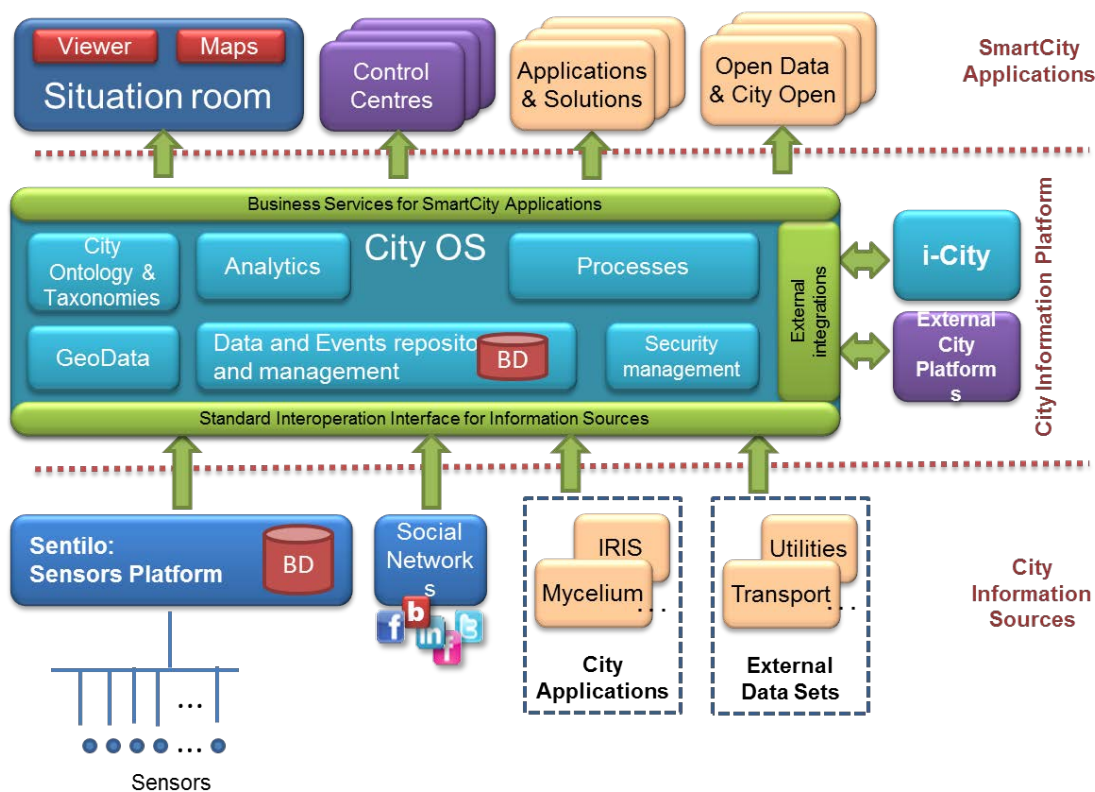 Viewer
Maps
Situation room
Control
Centres
Applications
& Solutions
Open Data
& City Open
SmartCity
Applications
Business Services for SmartCity Applications
City OS
City
Ontology &
Taxonomies
Analytics
Processes
External
integrations
i-City
GeoData
Data and Events reposito
and management
BD
Security
management
External
City
Platform
s
City Information Platform
Standard Interoperation Interface for Information Sources
Sentilo:
Sensors Platform
BD
Social
Network
s
f
b
in
f
t
IRIS
Mycelium
...
City
Applications
Utilities
Transport
...
External
Data Sets
City
Information
Sources
...
...
Sensors